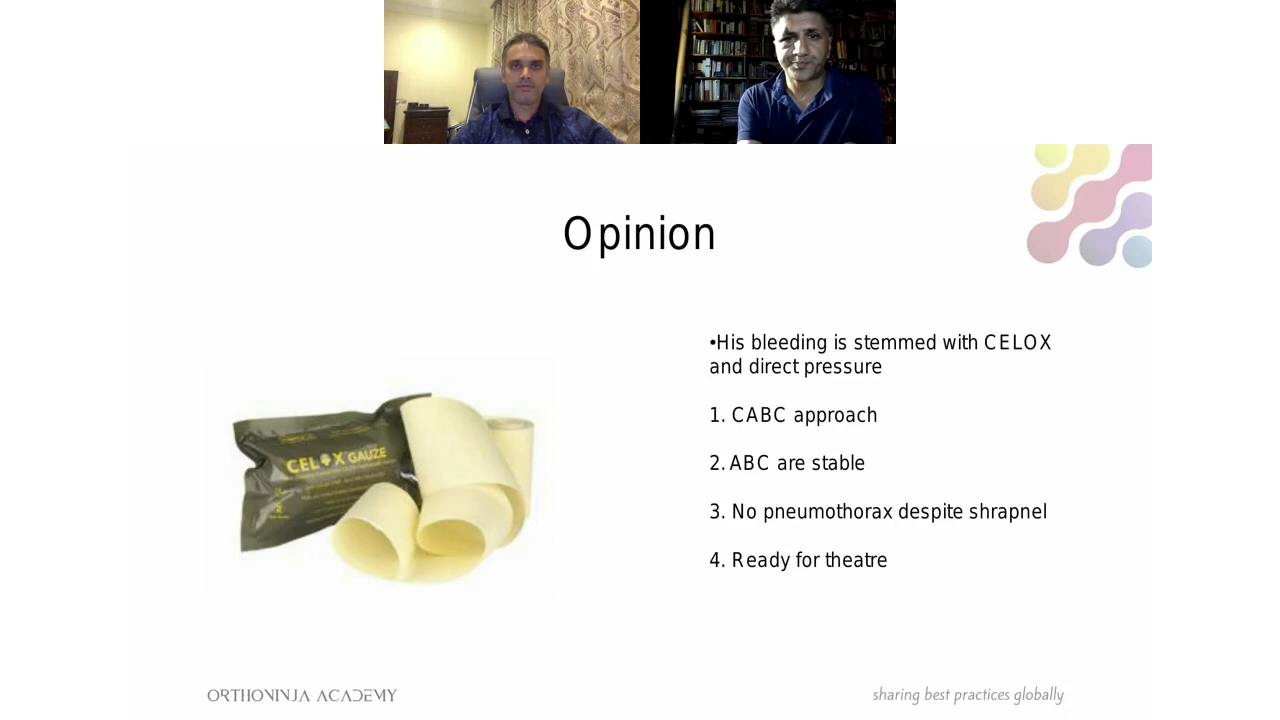 Opinion
•His bleeding is stemmed with CELOX
and direct pressure
1. CABC approach
2. ABC are stable
3. No pneumothorax despite shrapnel
4. Ready for theatre
CELOX GAUZE
ORTHONINJA ACADEMY
sharing best practices globally